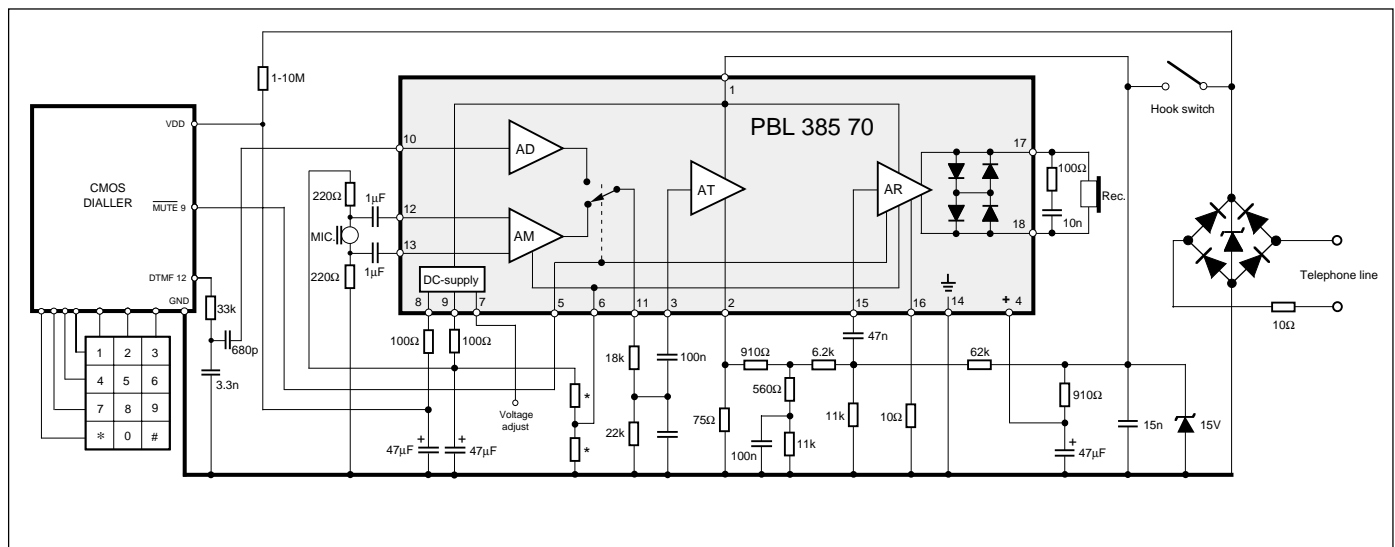 1-10M
Hook switch
1
PBL 385 70
VDD
CMOS
DIALLER
MUTE 9
DTMF 12
GND
33k
680p
3.3n
1 2 3
4 5 6
7 8 9
* 0 #
220Ω
MIC.
220Ω
1µF
1µF
10
12
13
AD
AM
DC-supply
AT
AR
8 9 7 5 6 11 3 2 15 16 14 + 4
17
18
100Ω
10n
Rec.
Telephone line
10Ω
100Ω
100Ω
Voltage
adjust
+
47µF
+
47µF
*
*
18k
22k
100n
910Ω
75Ω
560Ω
100n
11k
6.2k
47n
11k
10Ω
62k
910Ω
+
47µF
15n
15V